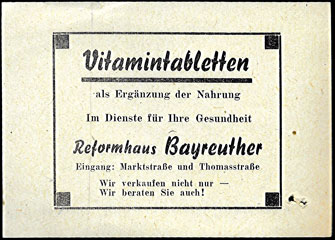 Vitamintabletten
als Ergänzung der Nahrung
Im Dienste für Ihre Gesundheit
Reformhaus Bayreuther
Eingang: Marktstraße und Thomasstraße
Wir verkaufen nicht nur —
Wir beraten Sie auch!